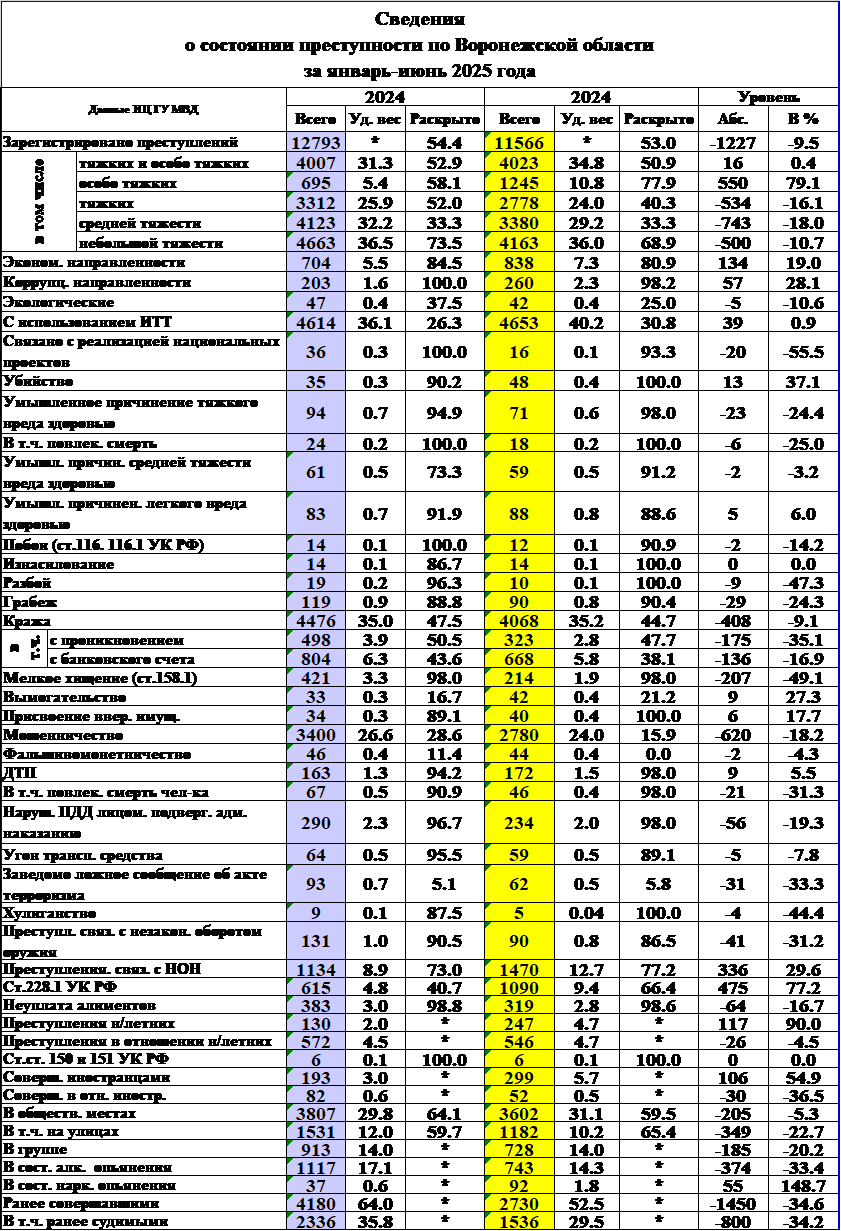 Сведения
о состоянии преступности по Воронежской области
за январь-июнь 2025 года
Данные ИЦ ГУ МВД 2024 2024 Уровень
Всего Уд. вес Раскрыто Всего Уд. вес Раскрыто Абс. В %
Зарегистрировано преступлений 12793 * 54.4 11566 * 53.0 -1227 -9.5
в том числе
тяжких и особо тяжких 4007 31.3 52.9 4023 34.8 50.9 16 0.4
особо тяжких 695 5.4 58.1 1245 10.8 77.9 550 79.1
тяжких 3312 25.9 52.0 2778 24.0 40.3 -534 -16.1
средней тяжести 4123 32.2 33.3 3380 29.2 33.3 -743 -18.0
небольшой тяжести 4663 36.5 73.5 4163 36.0 68.9 -500 -10.7
Эконом. направленности 704 5.5 84.5 838 7.3 80.9 134 19.0
Коррупц. направленности 203 1.6 100.0 260 2.3 98.2 57 28.1
Экологические 47 0.4 37.5 42 0.4 25.0 -5 -10.6
С использованием ИТТ 4614 36.1 26.3 4653 40.2 30.8 39 0.9
Связано с реализацией национальных
проектов 36 0.3 100.0 16 0.1 93.3 -20 -55.5
Убийство 35 0.3 90.2 48 0.4 100.0 13 37.1
Умышленное причинение тяжкого
вреда здоровью 94 0.7 94.9 71 0.6 98.0 -23 -24.4
В т.ч. повлек. смерть 24 0.2 100.0 18 0.2 100.0 -6 -25.0
Умышл. причин. средней тяжести
вреда здоровью 61 0.5 73.3 59 0.5 91.2 -2 -3.2
Умышл. причинен. легкого вреда
здоровью 83 0.7 91.9 88 0.8 88.6 5 6.0
Побои (ст.116. 116.1 УК РФ) 14 0.1 100.0 12 0.1 90.9 -2 -14.2
Изнасилование 14 0.1 86.7 14 0.1 100.0 0 0.0
Разбой 19 0.2 96.3 10 0.1 100.0 -9 -47.3
Грабеж 119 0.9 88.8 90 0.8 90.4 -29 -24.3
Кража 4476 35.0 47.5 4068 35.2 44.7 -408 -9.1
в т.ч.
с проникновением 498 3.9 50.5 323 2.8 47.7 -175 -35.1
с банковского счета 804 6.3 43.6 668 5.8 38.1 -136 -16.9
Мелкое хищение (ст.158.1) 421 3.3 98.0 214 1.9 98.0 -207 -49.1
Вымогательство 33 0.3 16.7 42 0.4 21.2 9 27.3
Присвоение ввер. имущ. 34 0.3 89.1 40 0.4 100.0 6 17.7
Мошенничество 3400 26.6 28.6 2780 24.0 15.9 -620 -18.2
Фальшивомонетничество 46 0.4 11.4 44 0.4 0.0 -2 -4.3
ДТП 163 1.3 94.2 172 1.5 98.0 9 5.5
В т.ч. повлек. смерть чел-ка 67 0.5 90.9 46 0.4 98.0 -21 -31.3
Наруш. ПДД лицом. подверг. адм.
наказанию 290 2.3 96.7 234 2.0 98.0 -56 -19.3
Угон трансп. средства 64 0.5 95.5 59 0.5 89.1 -5 -7.8
Заведомо ложное сообщение об акте
терроризма 93 0.7 5.1 62 0.5 5.8 -31 -33.3
Хулиганство 9 0.1 87.5 5 0.04 100.0 -4 -44.4
Преступл. связ. с незакон. оборотом
оружия 131 1.0 90.5 90 0.8 86.5 -41 -31.2
Преступления. связ. с НОН 1134 8.9 73.0 1470 12.7 77.2 336 29.6
Ст.228.1 УК РФ 615 4.8 40.7 1090 9.4 66.4 475 77.2
Неуплата алиментов 383 3.0 98.8 319 2.8 98.6 -64 -16.7
Преступления н/летних 130 2.0 * 247 4.7 * 117 90.0
Преступления в отношении н/летних 572 4.5 * 546 4.7 * -26 -4.5
Ст.ст. 150 и 151 УК РФ 6 0.1 100.0 6 0.1 100.0 0 0.0
Соверш. иностранцами 193 3.0 * 299 5.7 * 106 54.9
Соверш. в отн. иностр. 82 0.6 * 52 0.5 * -30 -36.5
В обществ. местах 3807 29.8 64.1 3602 31.1 59.5 -205 -5.3
В т.ч. на улицах 1531 12.0 59.7 1182 10.2 65.4 -349 -22.7
В группе 913 14.0 * 728 14.0 * -185 -20.2
В сост. алк. опьянения 1117 17.1 * 743 14.3 * -374 -33.4
В сост. нарк. опьянения 37 0.6 * 92 1.8 * 55 148.7
Ранее совершавшими 4180 64.0 * 2730 52.5 * -1450 -34.6
В т.ч. ранее судимыми 2336 35.8 * 1536 29.5 * -800 -34.2